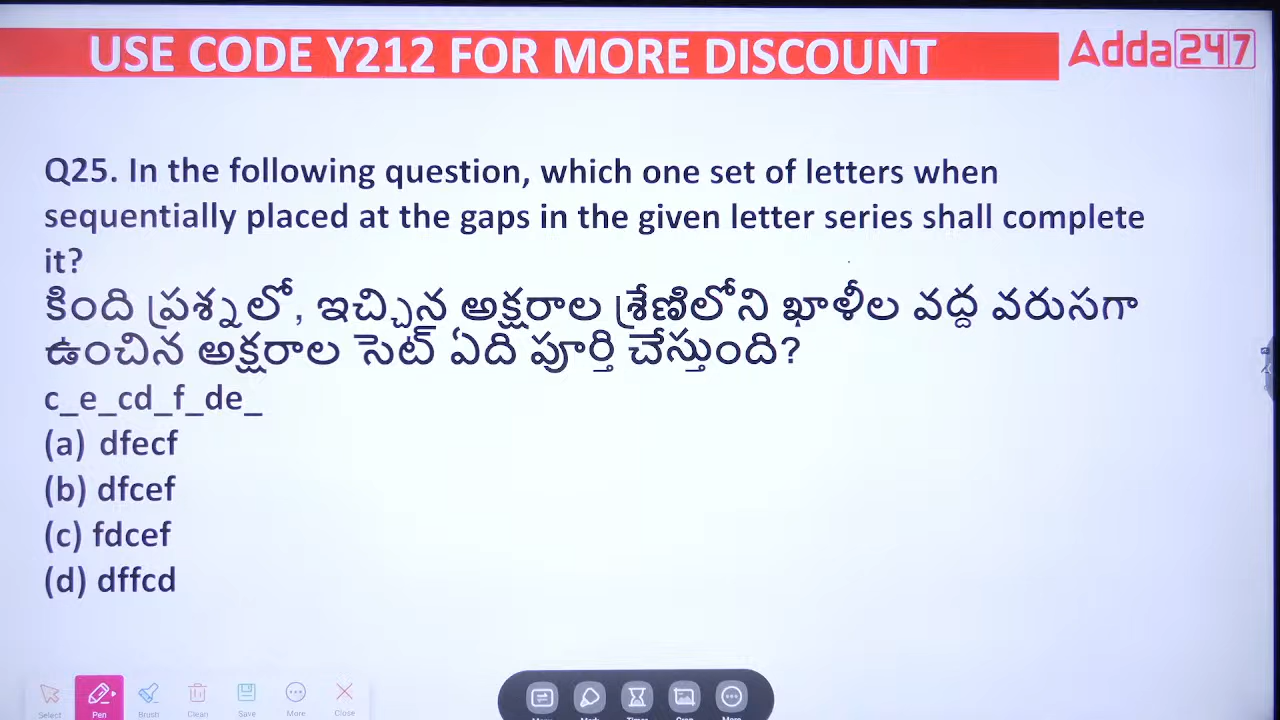 USE CODE Y212 FOR MORE DISCOUNT
Adda247
Q25. In the following question, which one set of letters when
sequentially placed at the gaps in the given letter series shall complete
it?
కింది ప్రశ్నలో, ఇచ్చిన అక్షరాల శ్రేణిలోని ఖాళీల వద్ద వరుసగా
ఉంచిన అక్షరాల సెట్ ఏది పూర్తి చేస్తుంది?
c_e_cd_f_de_
(a) dfecf
(b) dfcef
(c) fdcef
(d) dffcd
Select Pen Brush Clean Save More Close
More